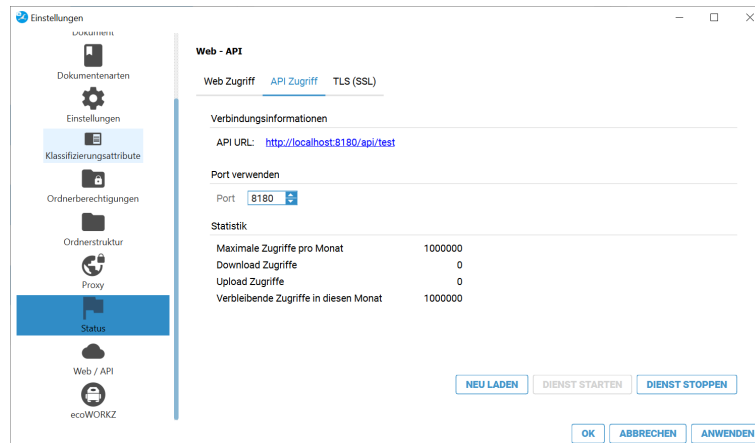 Einstellungen
Dokument
Dokumentenarten
Einstellungen
Klassifizierungsattribute
Ordnerberechtigungen
Ordnerstruktur
Proxy
Status
Web / API
ecoWORKZ
Web - API
Web Zugriff API Zugriff TLS (SSL)
Verbindungsinformationen
API URL: http://localhost:8180/api/test
Port verwenden
Port 8180
Statistik
Maximale Zugriffe pro Monat 1000000
Download Zugriffe 0
Upload Zugriffe 0
Verbleibende Zugriffe in diesen Monat 1000000
NEU LADEN DIENST STARTEN DIENST STOPPEN
OK ABBRECHEN ANWENDEN